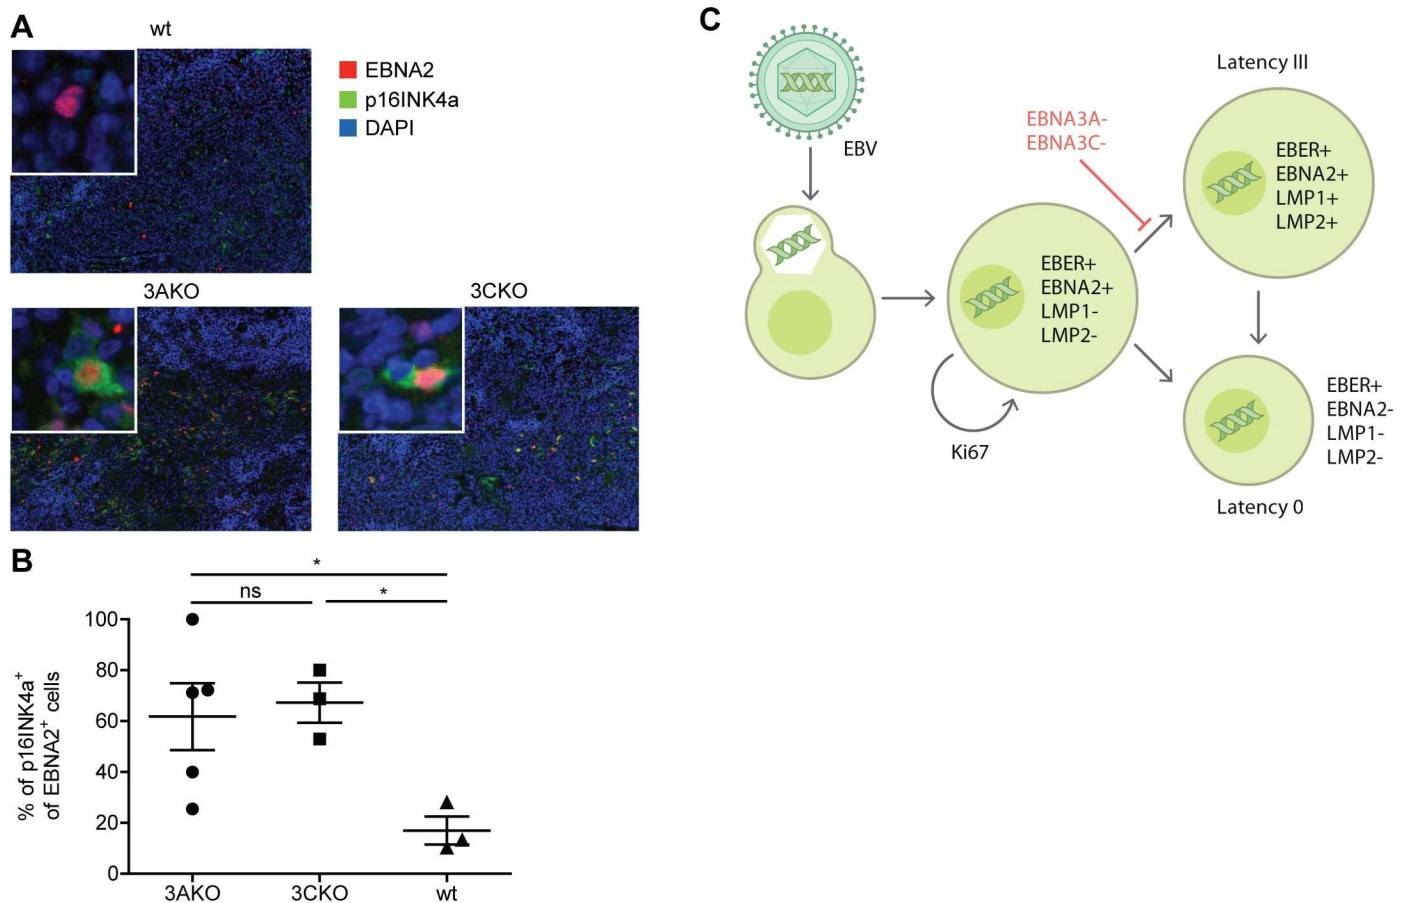 A
wt
EBNA2
p16INK4a
DAPI
3AKO
3CKO
B
*
ns
*
% of p16INK4a+
of EBNA2+ cells
100
80
60
40
20
0
3AKO
3CKO
wt
C
EBV
EBNA3A-
EBNA3C-
Latency III
EBER+
EBNA2+
LMP1+
LMP2+
EBER+
EBNA2+
LMP1-
LMP2-
Ki67
EBER+
EBNA2-
LMP1-
LMP2-
Latency 0